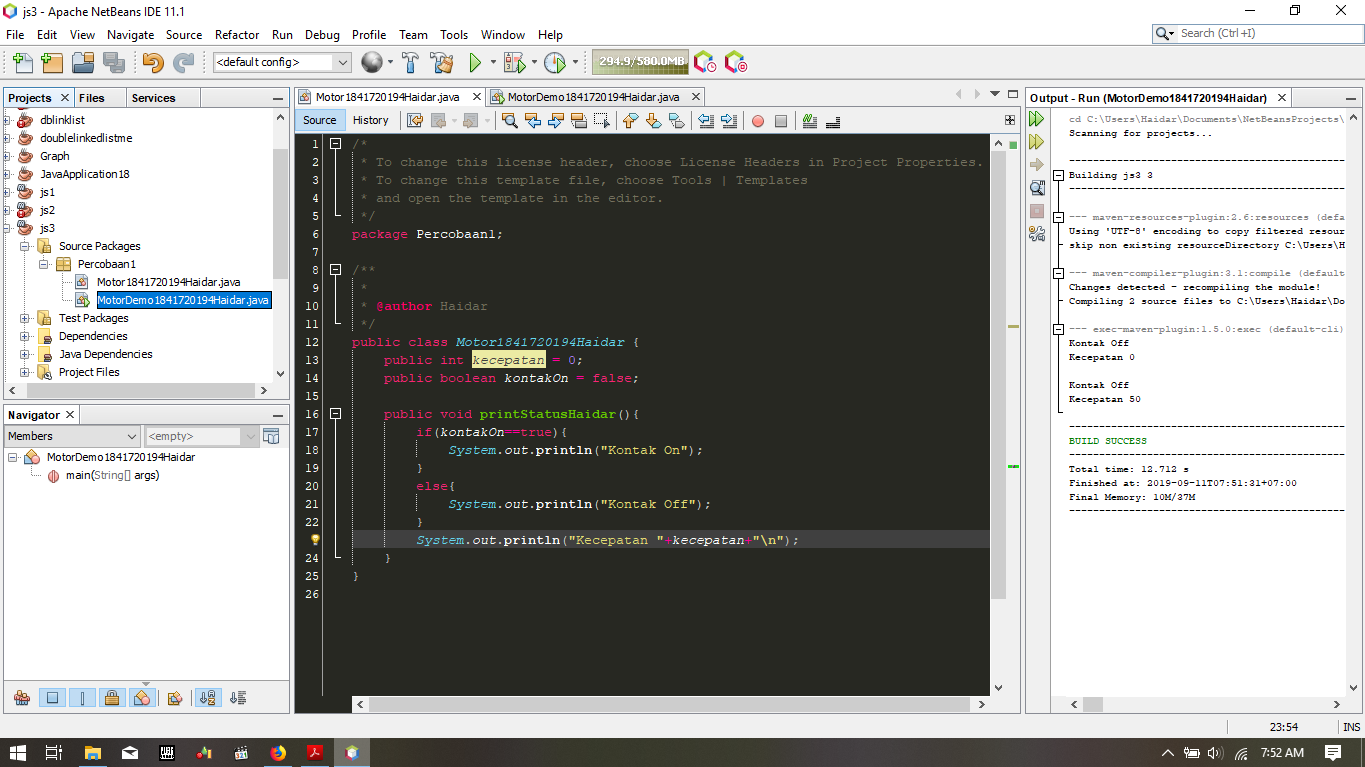 js3 - Apache NetBeans IDE 11.1
File Edit View Navigate Source Refactor Run Debug Profile Team Tools Window Help
Search (Ctrl+I)
<default config>
294.9/580.0MB
Projects Files Services
dblinklist
doublelinkedlistme
Graph
JavaApplication18
js1
js2
js3
Source Packages
Percobaan1
Motor1841720194Haidar.java
MotorDemo1841720194Haidar.java
Test Packages
Dependencies
Java Dependencies
Project Files
Navigator
Members <empty>
MotorDemo1841720194Haidar
main(String[] args)
Motor1841720194Haidar.java MotorDemo1841720194Haidar.java
Source History
1 /*
2 * To change this license header, choose License Headers in Project Properties.
3 * To change this template file, choose Tools | Templates
4 * and open the template in the editor.
5 */
6 package Percobaan1;
7
8 /**
9 *
10 * @author Haidar
11 */
12 public class Motor1841720194Haidar {
13 public int kecepatan = 0;
14 public boolean kontakOn = false;
15
16 public void printStatusHaidar(){
17 if(kontakOn==true){
18 System.out.println("Kontak On");
19 }
20 else{
21 System.out.println("Kontak Off");
22 }
System.out.println("Kecepatan "+kecepatan+"\n");
24 }
25 }
26
Output - Run (MotorDemo1841720194Haidar)
cd C:\Users\Haidar\Documents\NetBeansProjects\
Scanning for projects...
Building js3 3
--- maven-resources-plugin:2.6:resources (defa
Using 'UTF-8' encoding to copy filtered resour
skip non existing resourceDirectory C:\Users\H
--- maven-compiler-plugin:3.1:compile (default
Changes detected - recompiling the module!
Compiling 2 source files to C:\Users\Haidar\Do
--- exec-maven-plugin:1.5.0:exec (default-cli)
Kontak Off
Kecepatan 0
Kontak Off
Kecepatan 50
BUILD SUCCESS
Total time: 12.712 s
Finished at: 2019-09-11T07:51:31+07:00
Final Memory: 10M/37M
23:54 INS
7:52 AM